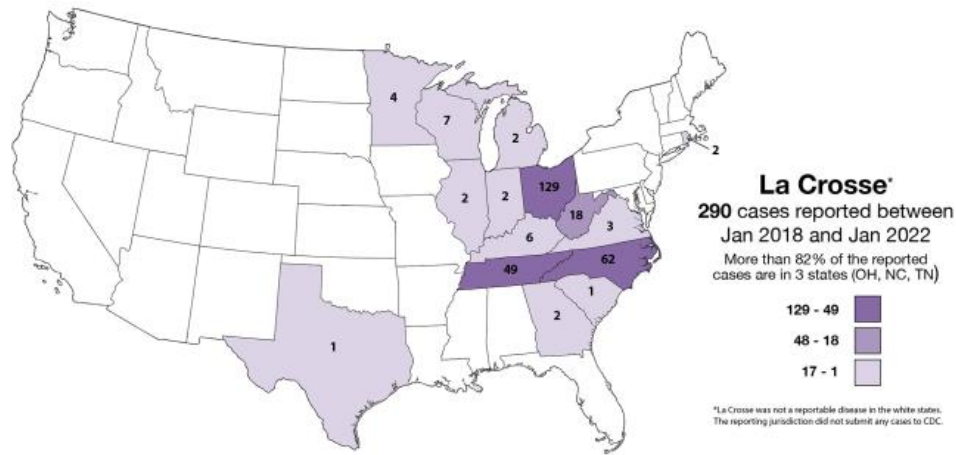 4
7
2
2
2
2
129
18
3
6
62
49
1
2
1
La Crosse*
290 cases reported between
Jan 2018 and Jan 2022
More than 82% of the reported
cases are in 3 states (OH, NC, TN)
129 - 49
48 - 18
17 - 1
*La Crosse was not a reportable disease in the white states.
The reporting jurisdiction did not submit any cases to CDC.